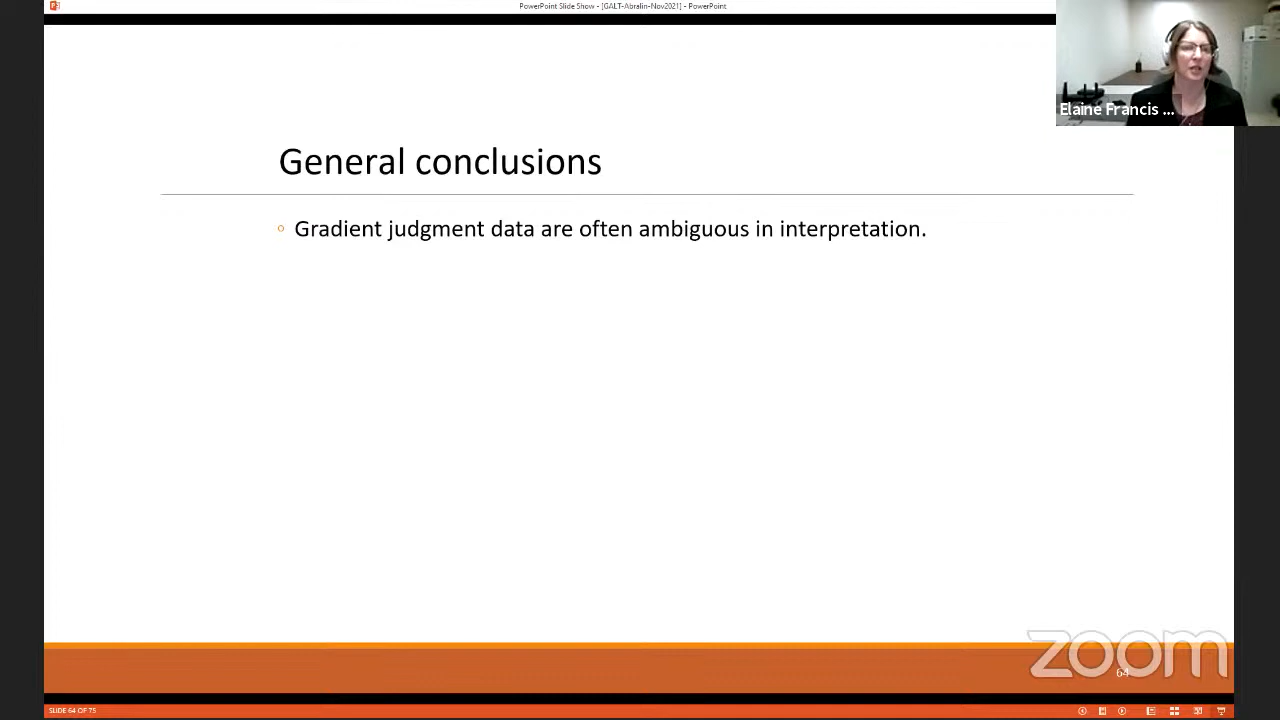 PowerPoint Slide Show - [GALT-Abralin-Nov2021] - PowerPoint
Elaine Francis ...
General conclusions
Gradient judgment data are often ambiguous in interpretation.
zoom
64
SLIDE 64 OF 75